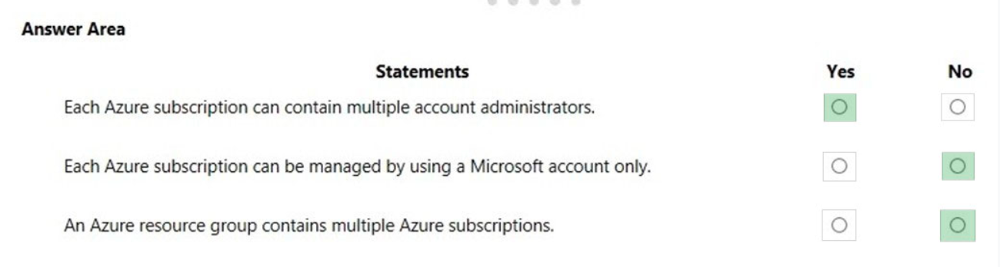 Answer Area
Statements Yes No
Each Azure subscription can contain multiple account administrators.
Each Azure subscription can be managed by using a Microsoft account only.
An Azure resource group contains multiple Azure subscriptions.